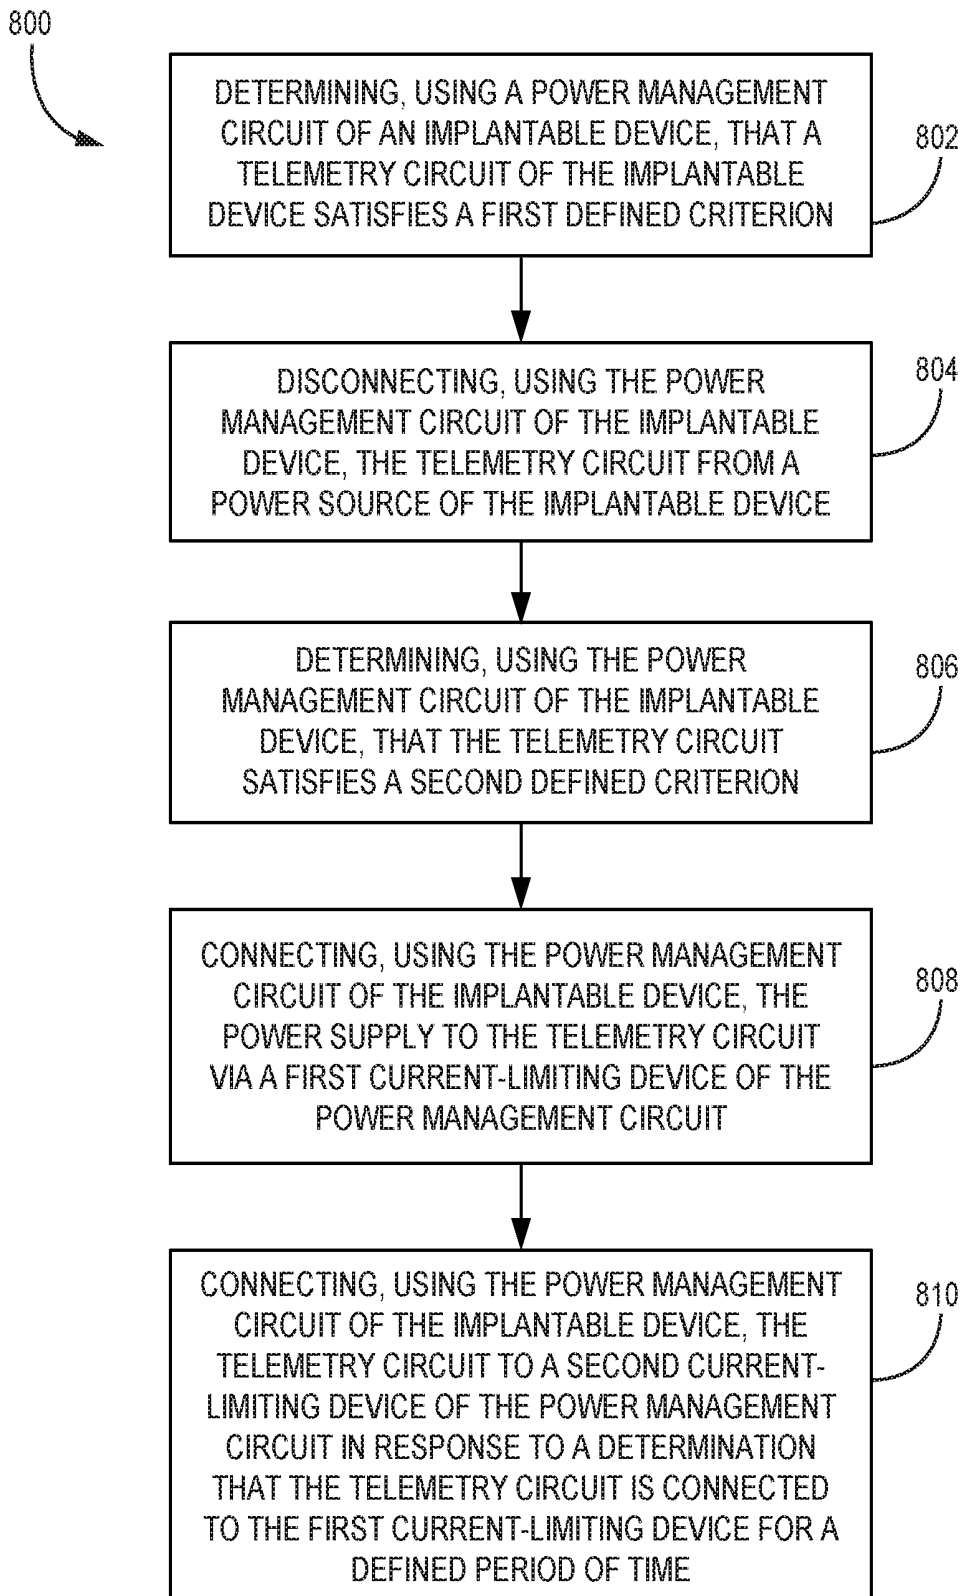 800
DETERMINING, USING A POWER MANAGEMENT
CIRCUIT OF AN IMPLANTABLE DEVICE, THAT A
TELEMETRY CIRCUIT OF THE IMPLANTABLE
DEVICE SATISFIES A FIRST DEFINED CRITERION
802
DISCONNECTING, USING THE POWER
MANAGEMENT CIRCUIT OF THE IMPLANTABLE
DEVICE, THE TELEMETRY CIRCUIT FROM A
POWER SOURCE OF THE IMPLANTABLE DEVICE
804
DETERMINING, USING THE POWER
MANAGEMENT CIRCUIT OF THE IMPLANTABLE
DEVICE, THAT THE TELEMETRY CIRCUIT
SATISFIES A SECOND DEFINED CRITERION
806
CONNECTING, USING THE POWER MANAGEMENT
CIRCUIT OF THE IMPLANTABLE DEVICE, THE
POWER SUPPLY TO THE TELEMETRY CIRCUIT
VIA A FIRST CURRENT-LIMITING DEVICE OF THE
POWER MANAGEMENT CIRCUIT
808
CONNECTING, USING THE POWER MANAGEMENT
CIRCUIT OF THE IMPLANTABLE DEVICE, THE
TELEMETRY CIRCUIT TO A SECOND CURRENT-
LIMITING DEVICE OF THE POWER MANAGEMENT
CIRCUIT IN RESPONSE TO A DETERMINATION
THAT THE TELEMETRY CIRCUIT IS CONNECTED
TO THE FIRST CURRENT-LIMITING DEVICE FOR A
DEFINED PERIOD OF TIME
810